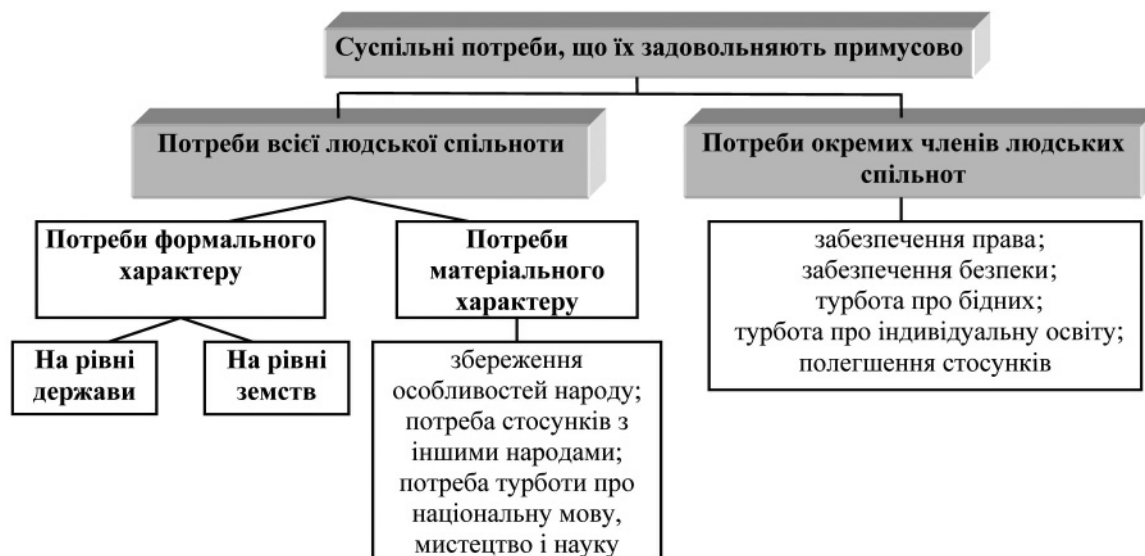 Суспільні потреби, що їх задовольняють примусово
Потреби всієї людської спільноти
Потреби окремих членів людських
спільнот
Потреби формального
характеру
Потреби
матеріального
характеру
забезпечення права;
забезпечення безпеки;
турбота про бідних;
турбота про індивідуальну освіту;
полегшення стосунків
На рівні
держави
На рівні
земств
збереження
особливостей народу;
потреба стосунків з
іншими народами;
потреба турботи про
національну мову,
мистецтво і науку